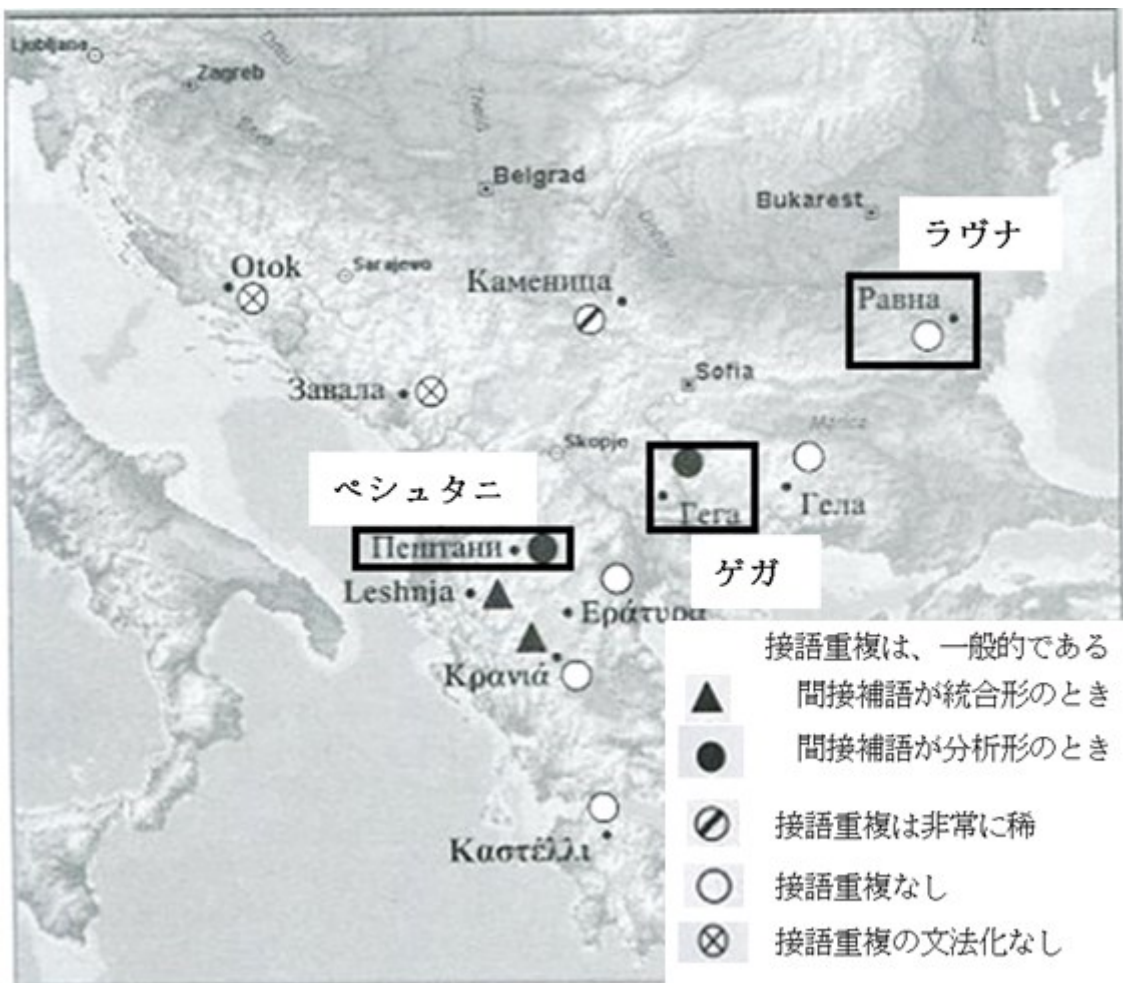 Ljubljana
Zagreb
Belgrad
Bukarest
ラヴナ
Otok
Sarajewo
Каменица
Равна
Завала
Sofia
Skopje
Marica
ペシュタニ
Гега
Гела
Пештани
ゲガ
Leshnja
Εράτυρα
Κρανιά
Καστέλλι
接語重複は、一般的である
間接補語が統合形のとき
間接補語が分析形のとき
接語重複は非常に稀
接語重複なし
接語重複の文法化なし